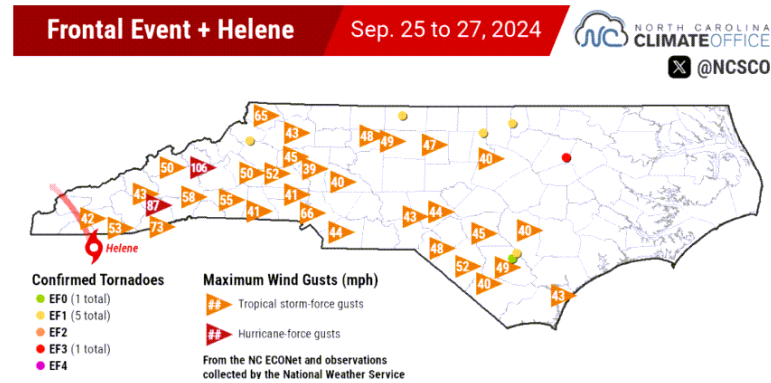 Frontal Event + Helene
Sep. 25 to 27, 2024
NC
NORTH CAROLINA
CLIMATEOFFICE
X @NCSCO
65
43
48
49
47
40
45
50
106
50
52
39
40
43
87
58
55
41
41
66
42
53
73
44
43
44
48
45
40
52
49
40
43
Helene
Confirmed Tornadoes
EF0 (1 total)
EF1 (5 total)
EF2
EF3 (1 total)
EF4
Maximum Wind Gusts (mph)
## Tropical storm-force gusts
## Hurricane-force gusts
From the NC ECONet and observations
collected by the National Weather Service